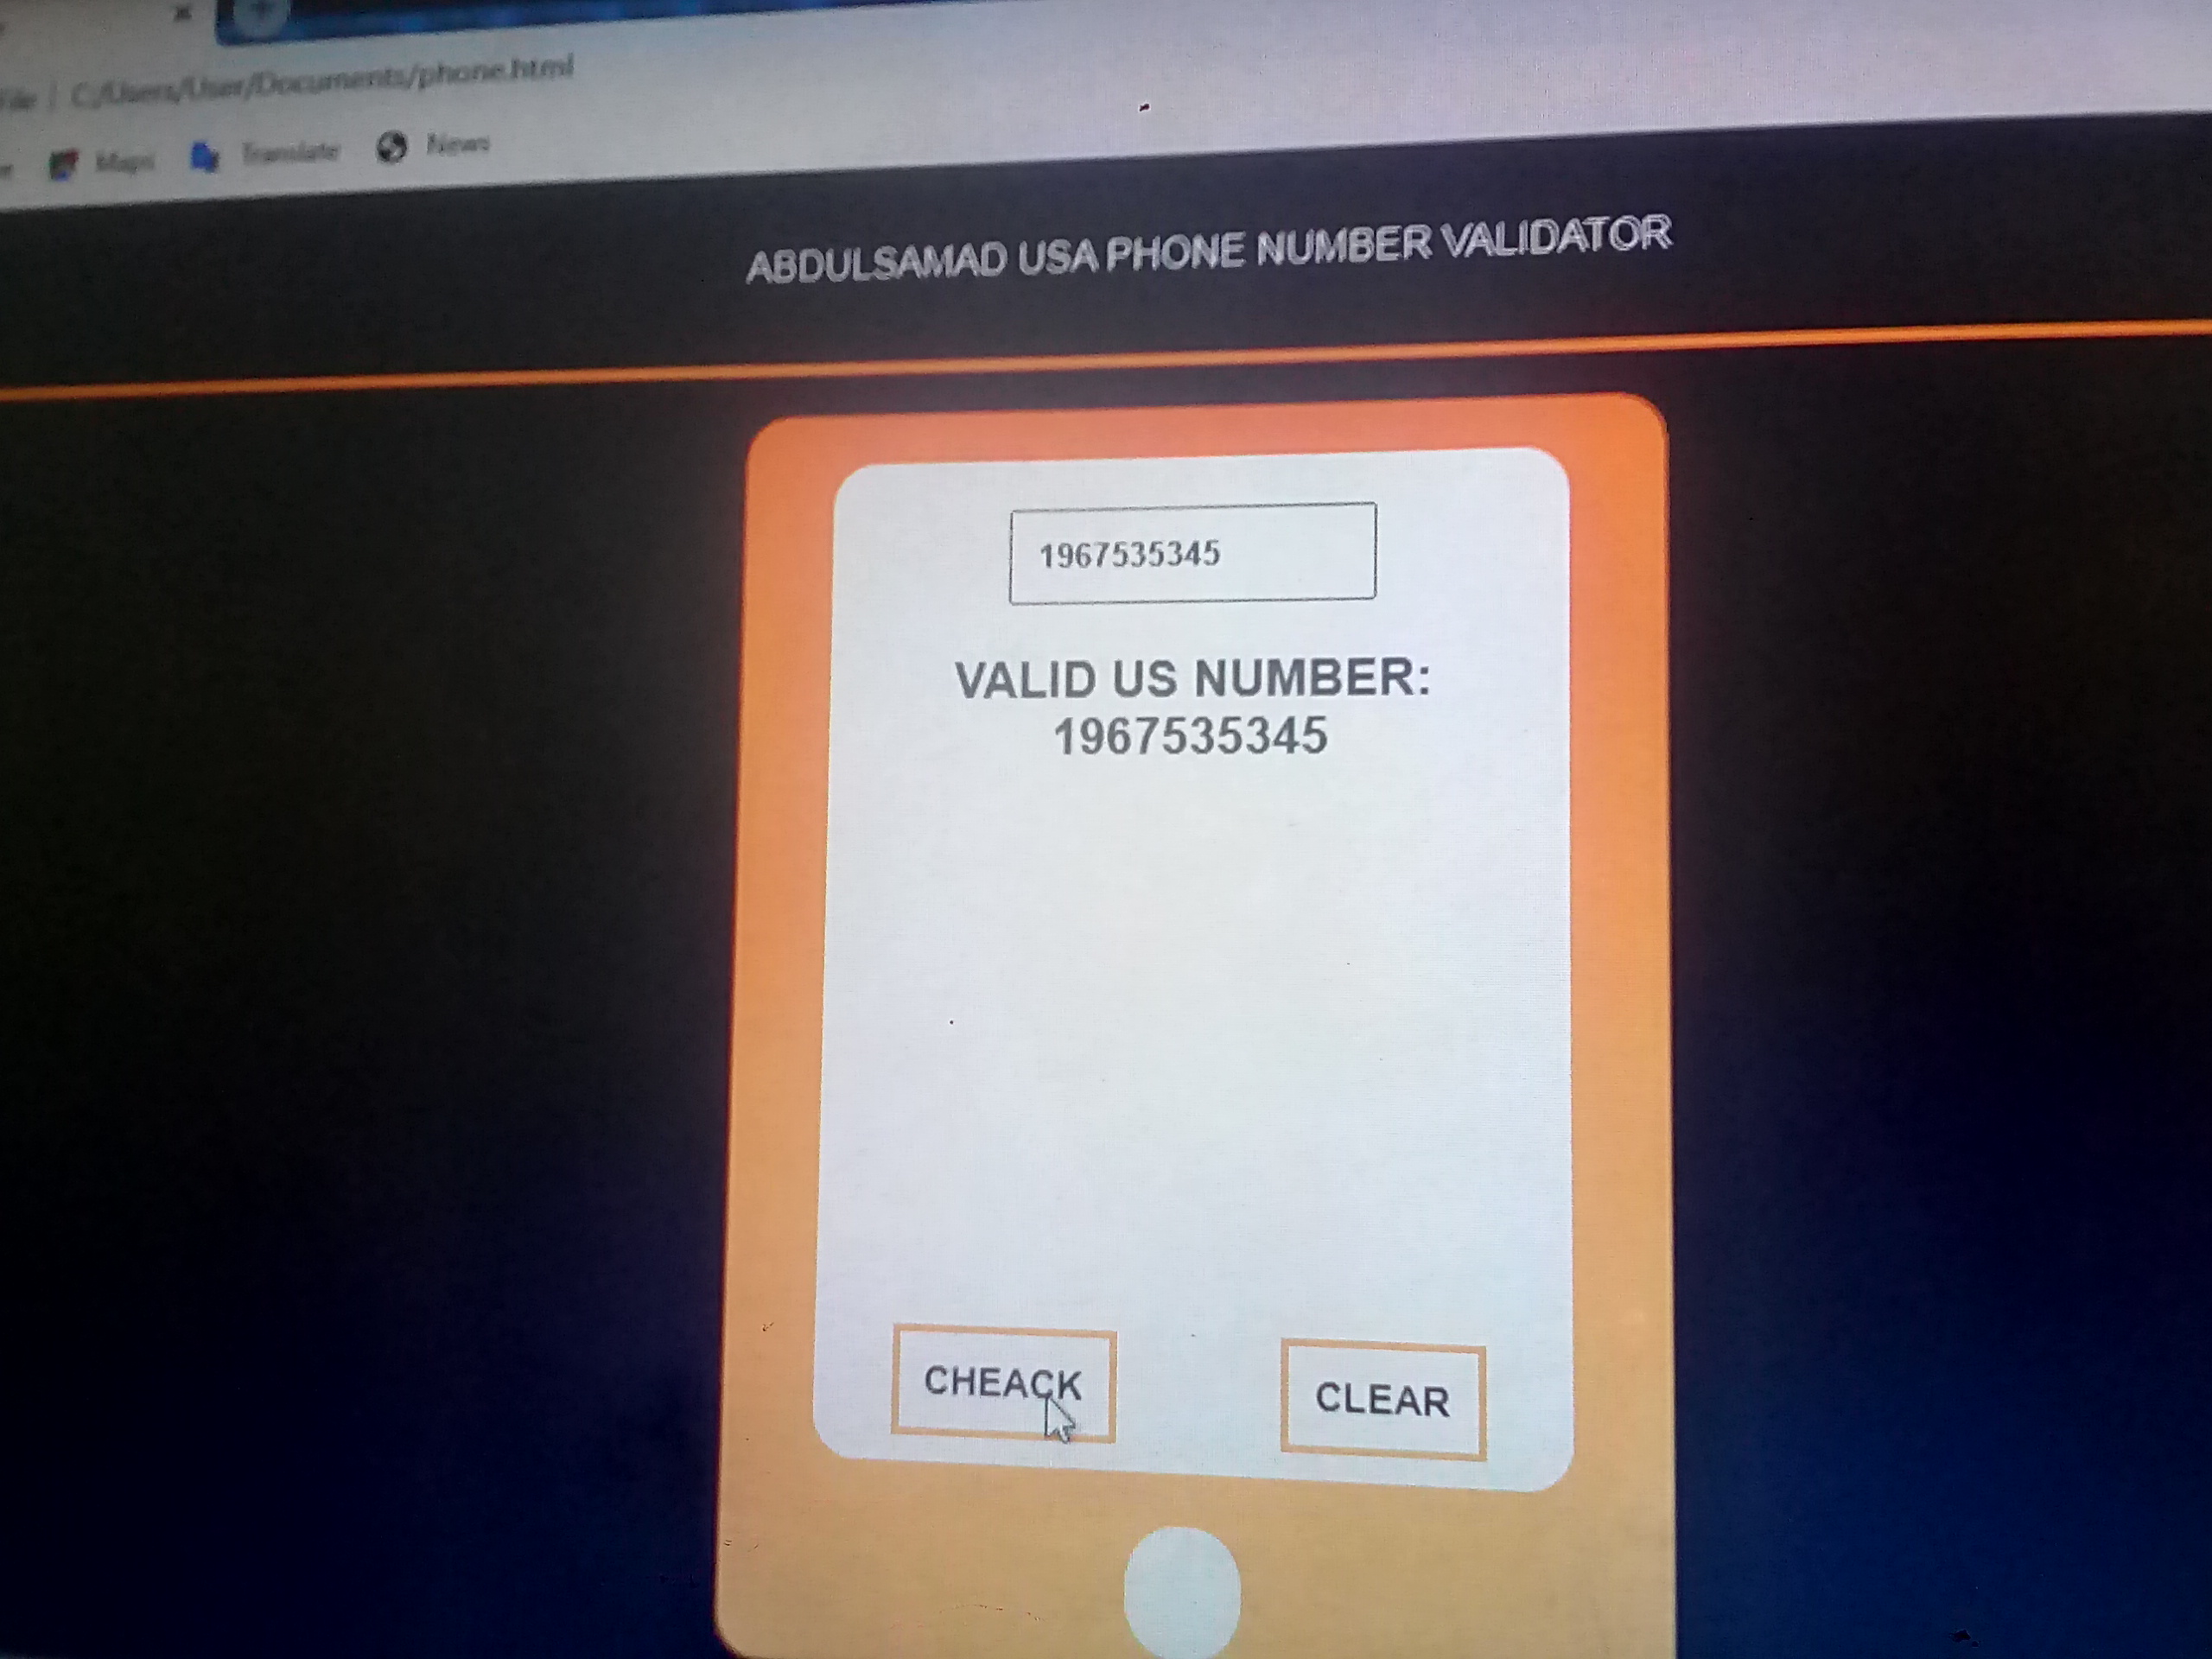 File | C:/Users/User/Documents/phone.html
Maps Translate News
ABDULSAMAD USA PHONE NUMBER VALIDATOR
1967535345
VALID US NUMBER:
1967535345
CHEACK CLEAR